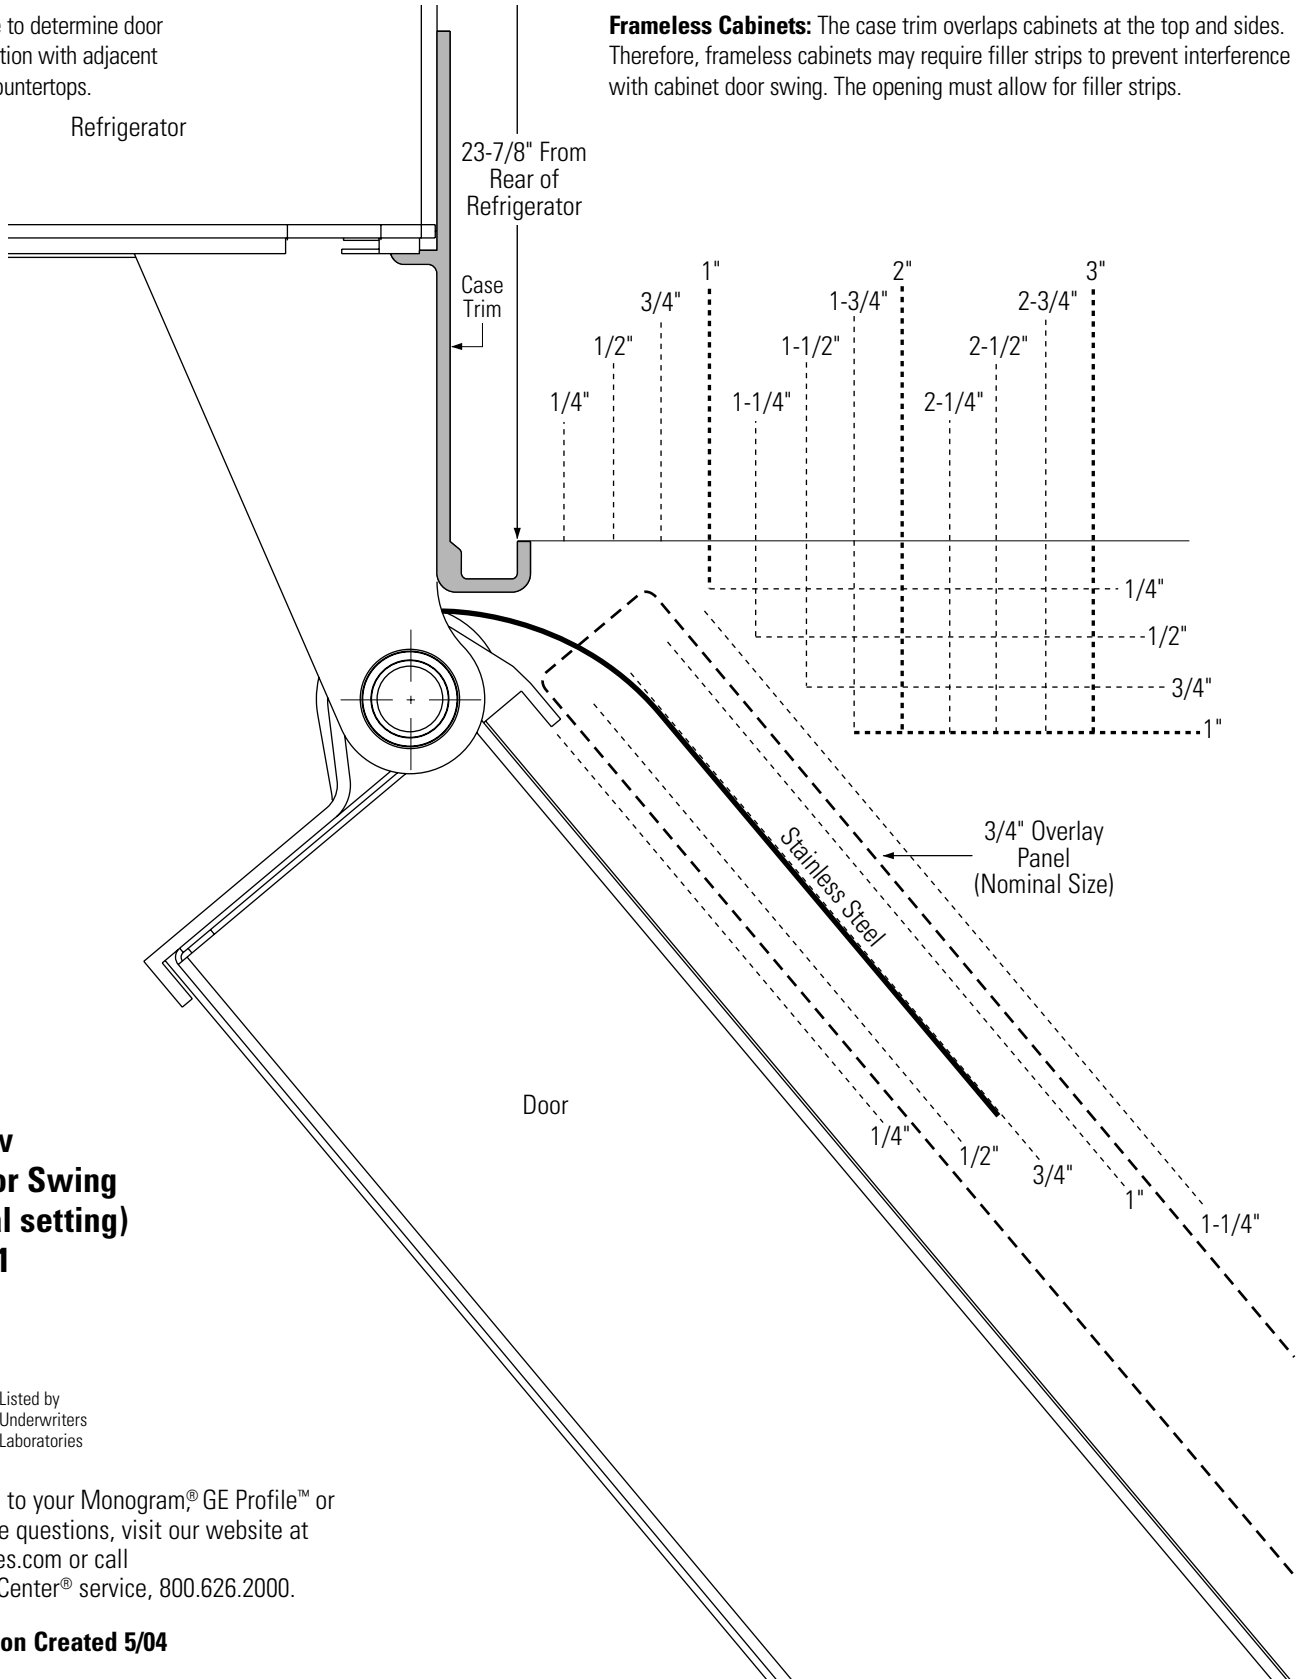 to determine door
tion with adjacent
ountertops.
Frameless Cabinets: The case trim overlaps cabinets at the top and sides.
Therefore, frameless cabinets may require filler strips to prevent interference
with cabinet door swing. The opening must allow for filler strips.
Refrigerator
23-7/8" From
Rear of
Refrigerator
Case
Trim
1/4"
1/2"
3/4"
1"
1-1/4"
1-1/2"
1-3/4"
2"
2-1/4"
2-1/2"
2-3/4"
3"
1/4"
1/2"
3/4"
1"
3/4" Overlay
Panel
(Nominal Size)
Stainless Steel
Door
1/4"
1/2"
3/4"
1"
1-1/4"
or Swing
l setting)
1
Listed by
Underwriters
Laboratories
to your Monogram,® GE Profile™ or
e questions, visit our website at
es.com or call
Center® service, 800.626.2000.
on Created 5/04